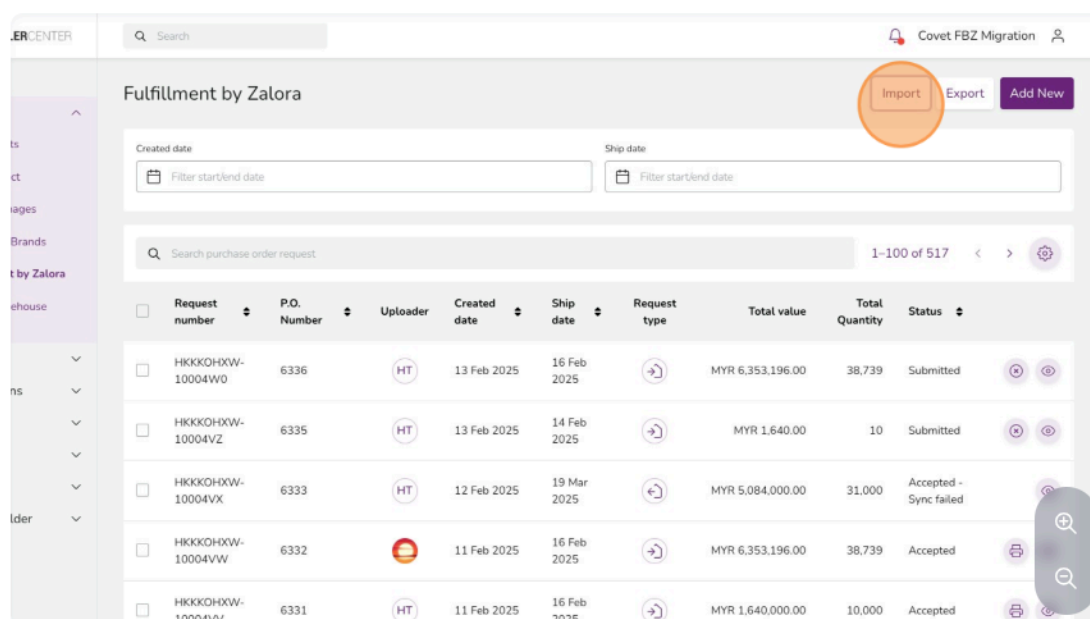 .ERCENTER
Search
Covet FBZ Migration
Fulfillment by Zalora
Import
Export
Add New
ts
ct
nages
Brands
t by Zalora
ehouse
ns
lder
Created date
Filter start/end date
Ship date
Filter start/end date
Search purchase order request
1–100 of 517
Request number
P.O. Number
Uploader
Created date
Ship date
Request type
Total value
Total Quantity
Status
HKKKOHXW-
10004W0
6336
HT
13 Feb 2025
16 Feb
2025
MYR 6,353,196.00
38,739
Submitted
HKKKOHXW-
10004VZ
6335
HT
13 Feb 2025
14 Feb
2025
MYR 1,640.00
10
Submitted
HKKKOHXW-
10004VX
6333
HT
12 Feb 2025
19 Mar
2025
MYR 5,084,000.00
31,000
Accepted -
Sync failed
HKKKOHXW-
10004VW
6332
11 Feb 2025
16 Feb
2025
MYR 6,353,196.00
38,739
Accepted
HKKKOHXW-
10004VV
6331
HT
11 Feb 2025
16 Feb
2025
MYR 1,640,000.00
10,000
Accepted